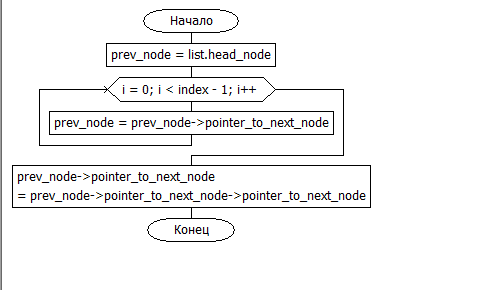 Начало
prev_node = list.head_node
i = 0; i < index - 1; i++
prev_node = prev_node->pointer_to_next_node
prev_node->pointer_to_next_node
= prev_node->pointer_to_next_node->pointer_to_next_node
Конец